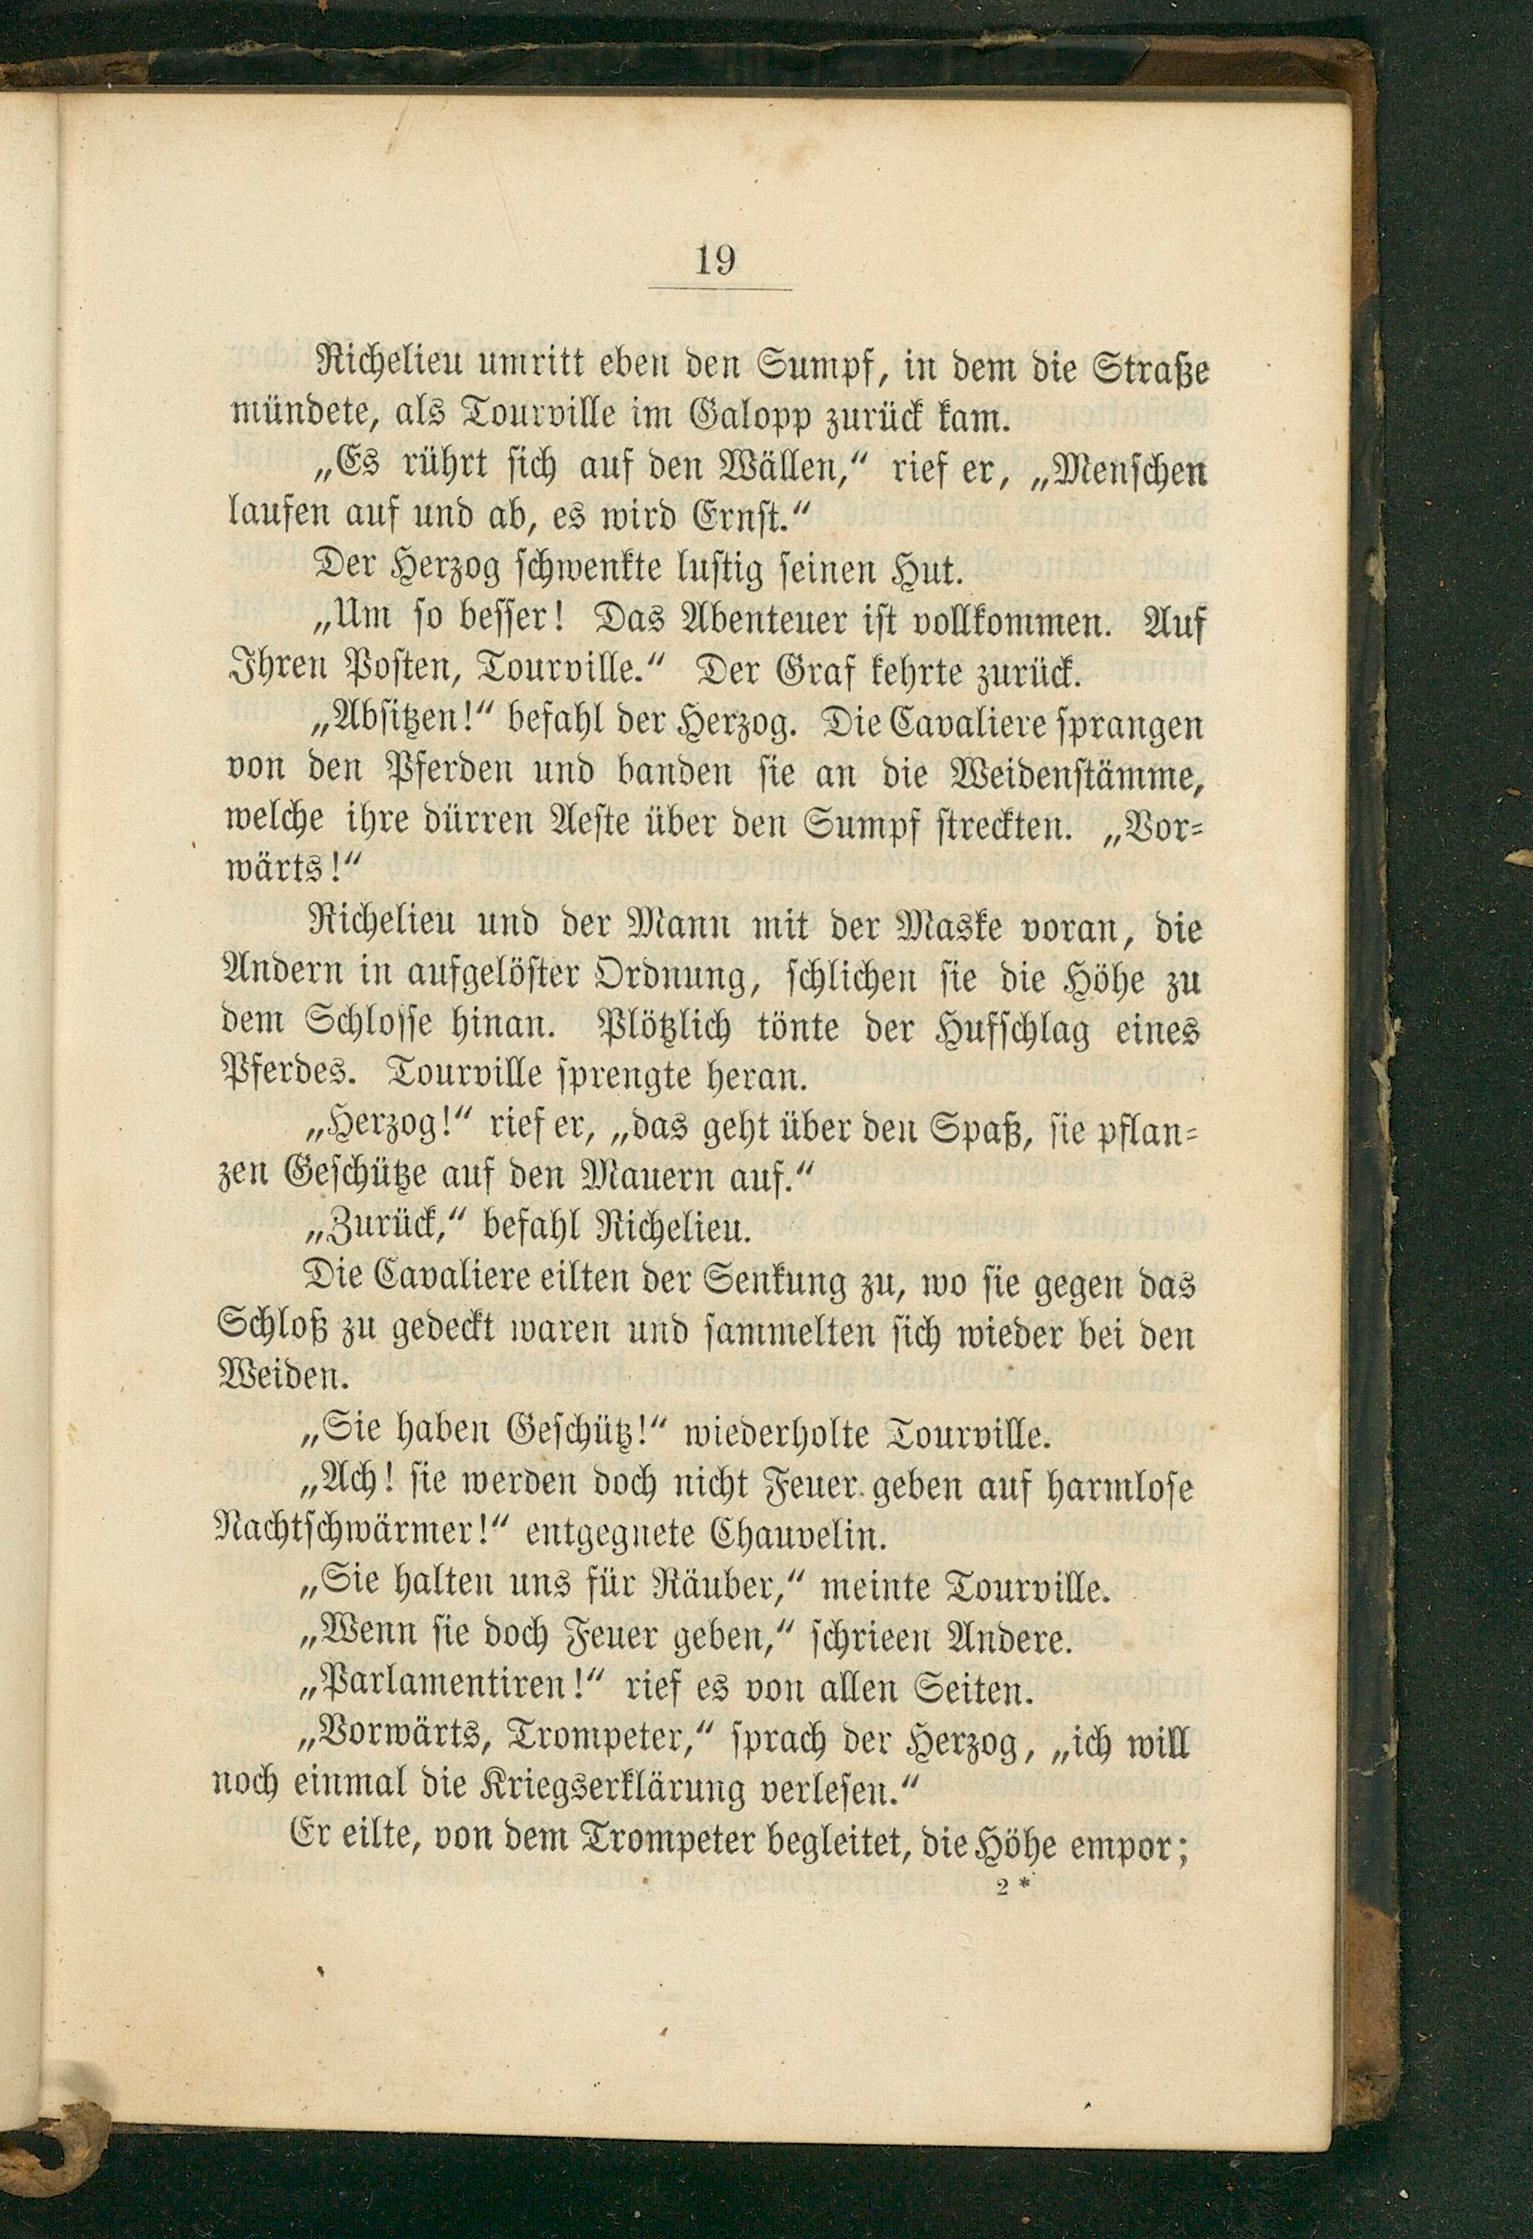 19
Richelieu umritt eben den Sumpf, in dem die Straße
mündete, als Tourville im Galopp zurück kam.
„Es rührt sich auf den Wällen,“ rief er, „Menschen
laufen auf und ab, es wird Ernst.“
Der Herzog schwenkte lustig seinen Hut.
„Um so besser! Das Abenteuer ist vollkommen. Auf
Ihren Posten, Tourville.“ Der Graf kehrte zurück.
„Absitzen!“ befahl der Herzog. Die Cavaliere sprangen
von den Pferden und banden sie an die Weidenstämme,
welche ihre dürren Aeste über den Sumpf streckten. „Vor-
wärts!“
Richelieu und der Mann mit der Maske voran, die
Andern in aufgelöster Ordnung, schlichen sie die Höhe zu
dem Schlosse hinan. Plötzlich tönte der Hufschlag eines
Pferdes. Tourville sprengte heran.
„Herzog!“ rief er, „das geht über den Spaß, sie pflan-
zen Geschütze auf den Mauern auf.“
„Zurück,“ befahl Richelieu.
Die Cavaliere eilten der Senkung zu, wo sie gegen das
Schloß zu gedeckt waren und sammelten sich wieder bei den
Weiden.
„Sie haben Geschütz!“ wiederholte Tourville.
„Ach! sie werden doch nicht Feuer geben auf harmlose
Nachtschwärmer!“ entgegnete Chauvelin.
„Sie halten uns für Räuber,“ meinte Tourville.
„Wenn sie doch Feuer geben,“ schrieen Andere.
„Parlamentiren!“ rief es von allen Seiten.
„Vorwärts, Trompeter,“ sprach der Herzog, „ich will
noch einmal die Kriegserklärung verlesen.“
Er eilte, von dem Trompeter begleitet, die Höhe empor;
2*